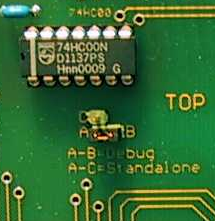 74HC00
74HC00N
D1137PS
Hnn0009 G
TOP
C
A B
A-B=Debug
A-C=Standalone